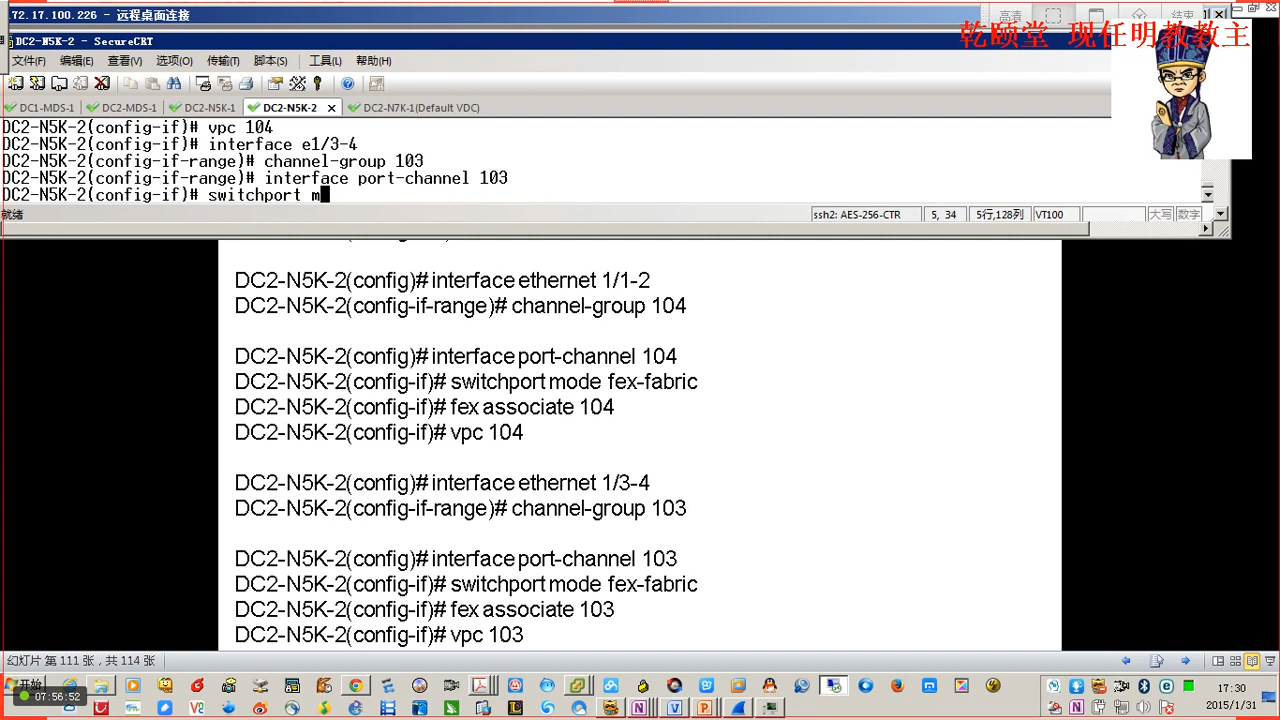 72.17.100.226 - 远程桌面连接
高清
结束
乾颐堂 现任明教教主
DC2-N5K-2 - SecureCRT
文件(F) 编辑(E) 查看(V) 选项(O) 传输(T) 脚本(S) 工具(L) 帮助(H)
DC1-MDS-1 DC2-MDS-1 DC2-N5K-1 DC2-N5K-2 DC2-N7K-1(Default VDC)
DC2-N5K-2(config-if)# vpc 104
DC2-N5K-2(config-if)# interface e1/3-4
DC2-N5K-2(config-if-range)# channel-group 103
DC2-N5K-2(config-if-range)# interface port-channel 103
DC2-N5K-2(config-if)# switchport m
就绪
ssh2: AES-256-CTR 5, 34 5行,128列 VT100 大写 数字
DC2-N5K-2(config)# interface ethernet 1/1-2
DC2-N5K-2(config-if-range)# channel-group 104
DC2-N5K-2(config)# interface port-channel 104
DC2-N5K-2(config-if)# switchport mode fex-fabric
DC2-N5K-2(config-if)# fex associate 104
DC2-N5K-2(config-if)# vpc 104
DC2-N5K-2(config)# interface ethernet 1/3-4
DC2-N5K-2(config-if-range)# channel-group 103
DC2-N5K-2(config)# interface port-channel 103
DC2-N5K-2(config-if)# switchport mode fex-fabric
DC2-N5K-2(config-if)# fex associate 103
DC2-N5K-2(config-if)# vpc 103
幻灯片 第 111 张，共 114 张
开始
07:56:52
17:30
2015/1/31